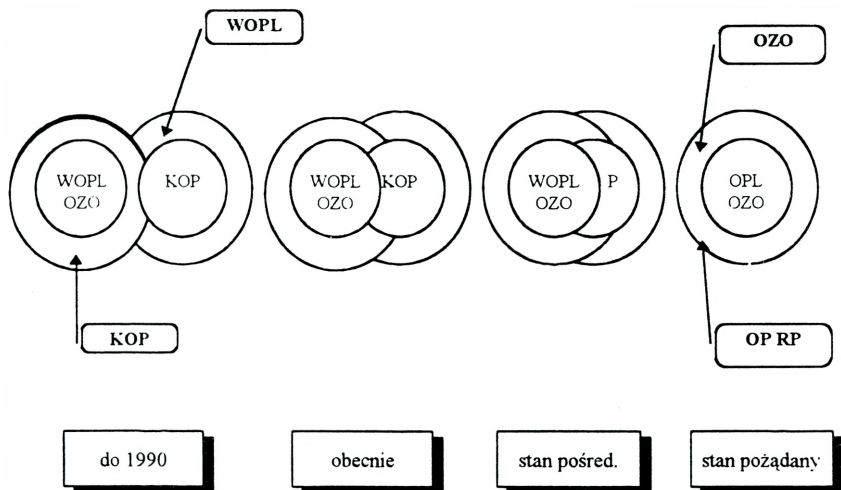 WOPL
OZO
WOPL
OZO
KOP
WOPL
OZO
KOP
WOPL
OZO
P
OPL
OZO
KOP
OP RP
do 1990
obecnie
stan pośred.
stan pożądany